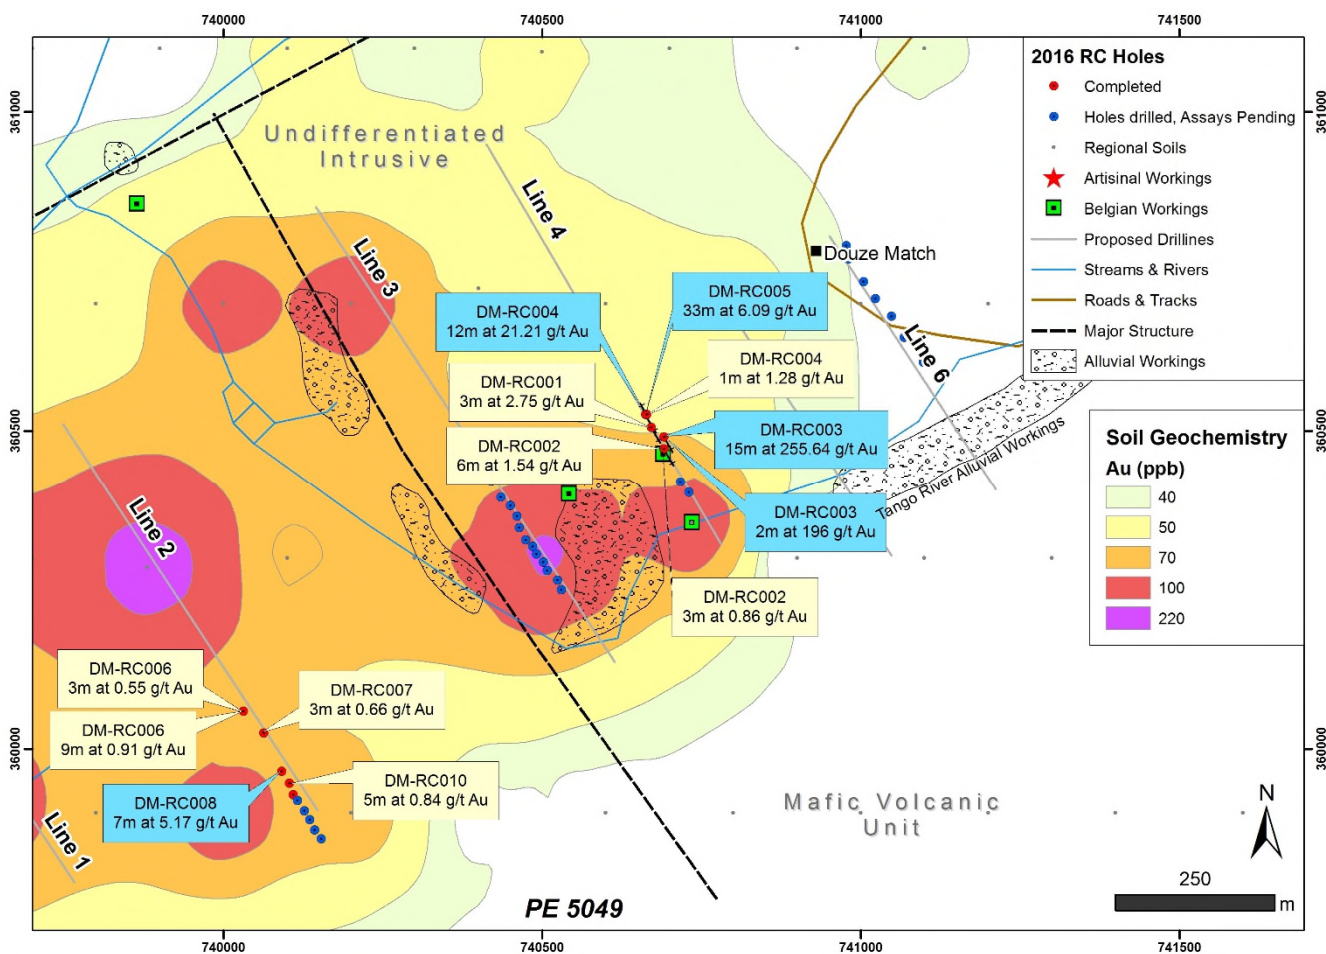 740000
740500
741000
741500
361000
361000
360500
360500
360000
360000
2016 RC Holes
Completed
Holes drilled, Assays Pending
Regional Soils
Artisinal Workings
Belgian Workings
Proposed Drillines
Streams & Rivers
Roads & Tracks
Major Structure
Alluvial Workings
Soil Geochemistry
Au (ppb)
40
50
70
100
220
Undifferentiated
Intrusive
Line 4
Line 3
Line 2
Line 1
Line 6
Douze Match
Tango River Alluvial Workings
DM-RC004
12m at 21.21 g/t Au
DM-RC005
33m at 6.09 g/t Au
DM-RC004
1m at 1.28 g/t Au
DM-RC001
3m at 2.75 g/t Au
DM-RC002
6m at 1.54 g/t Au
DM-RC003
15m at 255.64 g/t Au
DM-RC003
2m at 196 g/t Au
DM-RC002
3m at 0.86 g/t Au
DM-RC006
3m at 0.55 g/t Au
DM-RC006
9m at 0.91 g/t Au
DM-RC007
3m at 0.66 g/t Au
DM-RC008
7m at 5.17 g/t Au
DM-RC010
5m at 0.84 g/t Au
Mafic Volcanic
Unit
PE 5049
N
250
m
740000
740500
741000
741500